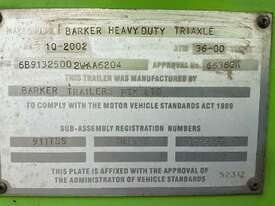 BARKER HEAVY DUTY TRIAXLE
10-2002 ATM 36-00
6B9132500 2WAA6204 APPROVAL No.
THIS TRAILER WAS MANUFACTURED BY
BARKER TRAILERS PTY LTD
TO COMPLY WITH THE MOTOR VEHICLE STANDARDS ACT 1989
SUB-ASSEMBLY REGISTRATION NUMBERS
THIS PLATE IS AFFIXED WITH THE APPROVAL OF
THE ADMINISTRATOR OF VEHICLE STANDARDS
52312